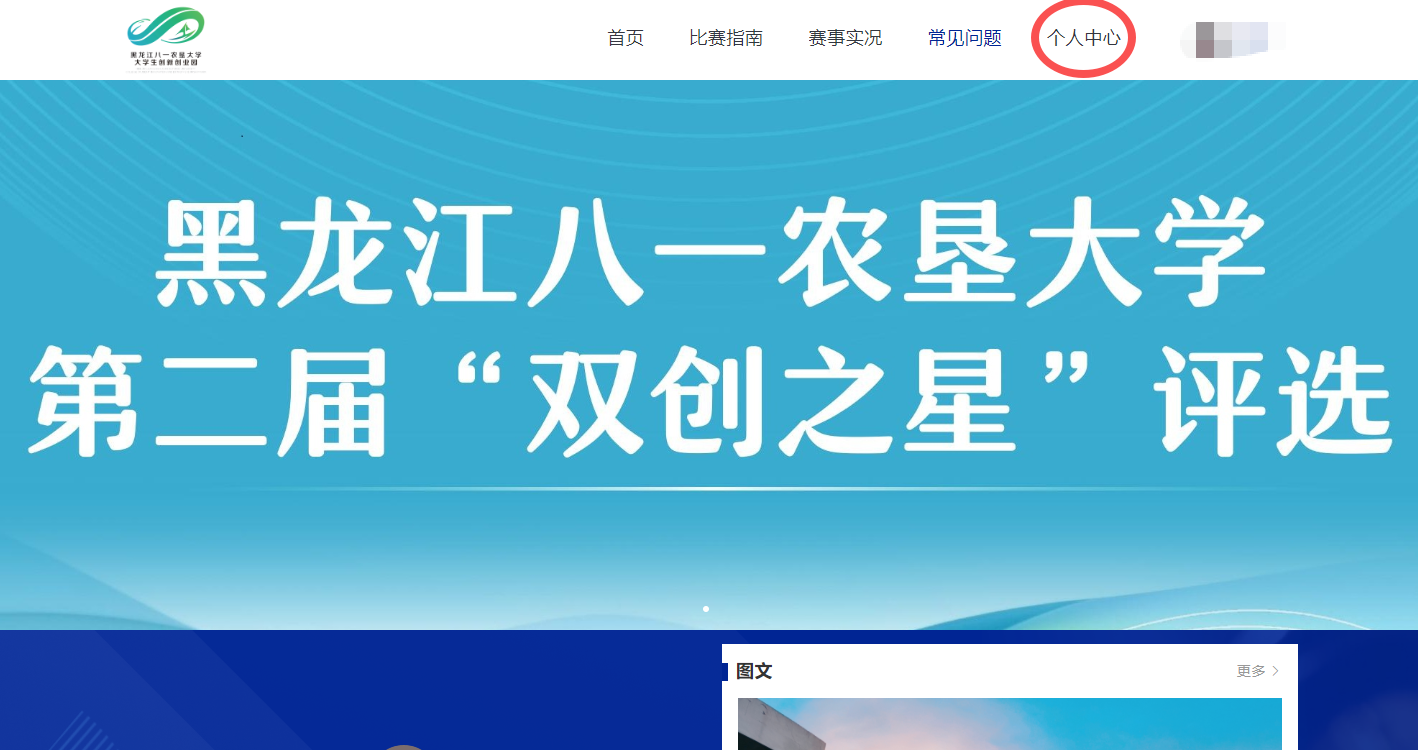 黑龙江八一农垦大学
大学生创新创业园
首页 比赛指南 赛事实况 常见问题 个人中心
黑龙江八一农垦大学
第二届“双创之星”评选
图文 更多 >